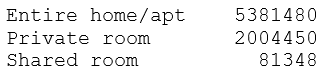 Entire home/apt    5381480
Private room       2004450
Shared room          81348